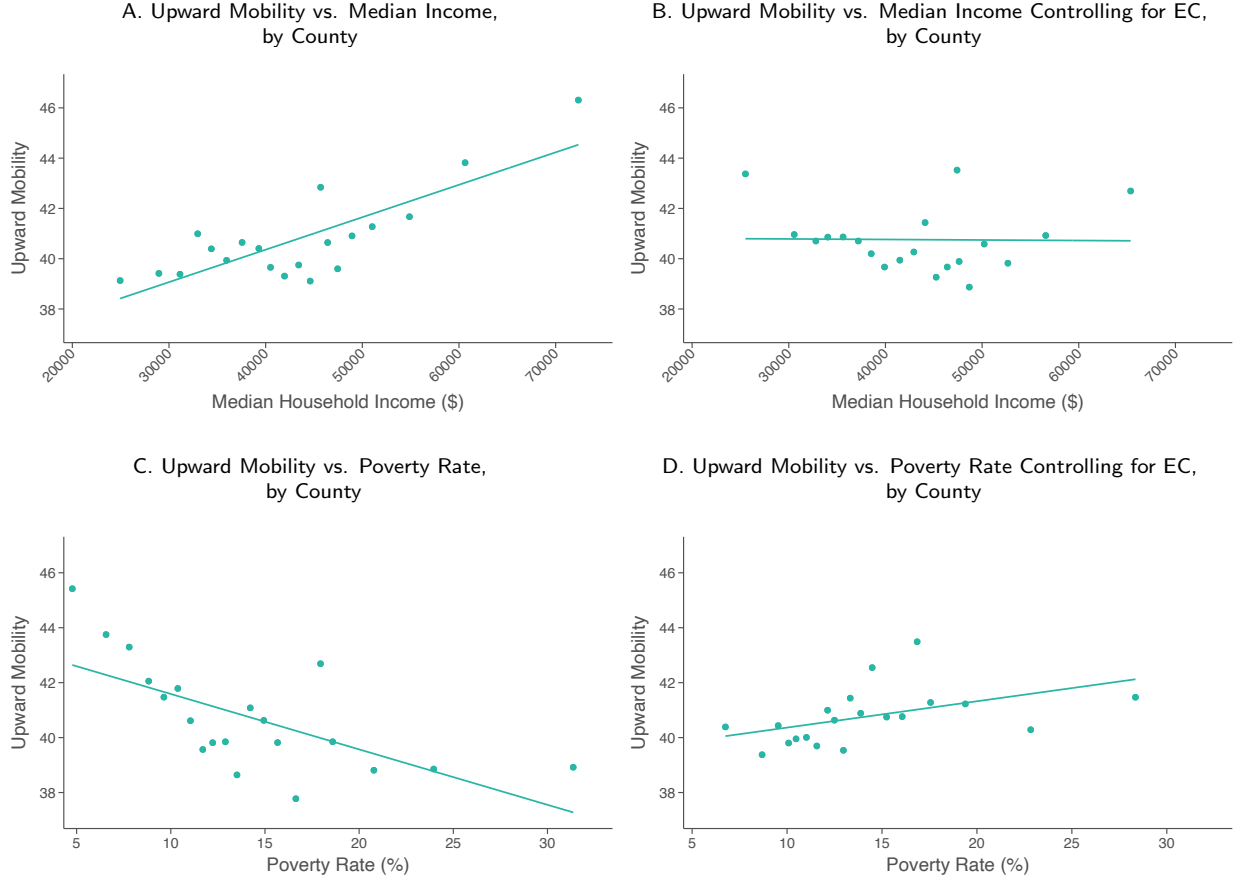 A. Upward Mobility vs. Median Income,
by County
46
44
42
40
38
Upward Mobility
20000
30000
40000
50000
60000
70000
Median Household Income ($)
B. Upward Mobility vs. Median Income Controlling for EC,
by County
46
44
42
40
38
Upward Mobility
20000
30000
40000
50000
60000
70000
Median Household Income ($)
C. Upward Mobility vs. Poverty Rate,
by County
46
44
42
40
38
Upward Mobility
5
10
15
20
25
30
Poverty Rate (%)
D. Upward Mobility vs. Poverty Rate Controlling for EC,
by County
46
44
42
40
38
Upward Mobility
5
10
15
20
25
30
Poverty Rate (%)